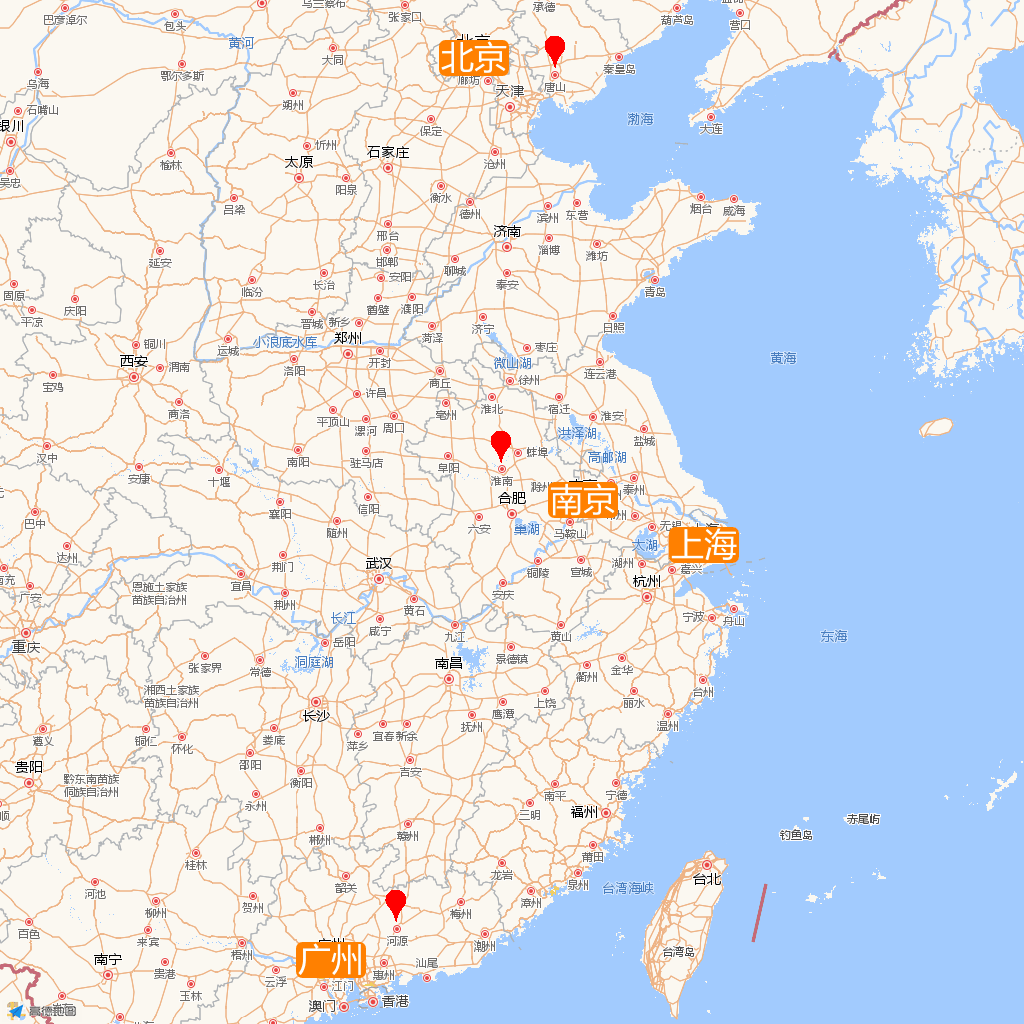 巴彦淖尔
包头
乌兰察布
张家口
承德
葫芦岛
营口
黄河
大同
北京
秦皇岛
唐山
廊坊
天津
鄂尔多斯
乌海
石嘴山
银川
朔州
保定
渤海
大连
忻州
太原
石家庄
沧州
吴忠
榆林
阳泉
吕梁
衡水
德州
滨州
东营
烟台
威海
邢台
济南
淄博
潍坊
延安
邯郸
聊城
安阳
泰安
青岛
固原
庆阳
临汾
长治
鹤壁
濮阳
平凉
晋城
新乡
菏泽
济宁
日照
铜川
运城
小浪底水库
郑州
枣庄
黄海
西安
渭南
洛阳
开封
微山湖
连云港
宝鸡
商丘
徐州
许昌
商洛
平顶山
漯河
周口
亳州
淮北
宿迁
淮安
洪泽湖
盐城
汉中
南阳
驻马店
阜阳
蚌埠
高邮湖
安康
十堰
淮南
滁州
泰州
合肥
南京
襄阳
信阳
巴中
随州
六安
巢湖
马鞍山
无锡
上海
达州
太湖
荆门
武汉
湖州
嘉兴
南充
广安
恩施土家族
苗族自治州
宜昌
铜陵
宣城
杭州
荆州
黄石
安庆
长江
咸宁
宁波
舟山
重庆
岳阳
九江
黄山
东海
张家界
常德
洞庭湖
南昌
景德镇
衢州
金华
湘西土家族
苗族自治州
台州
长沙
鹰潭
上饶
丽水
抚州
温州
遵义
铜仁
怀化
娄底
萍乡
宜春
新余
贵阳
邵阳
吉安
黔东南苗族
侗族自治州
衡阳
南平
宁德
永州
三明
福州
赤尾屿
钓鱼岛
郴州
赣州
桂林
莆田
龙岩
韶关
台湾海峡
台北
河池
泉州
柳州
贺州
漳州
梅州
百色
来宾
河源
潮州
梧州
广州
台湾岛
南宁
贵港
惠州
汕尾
云浮
玉林
江门
香港
澳门
高德地图